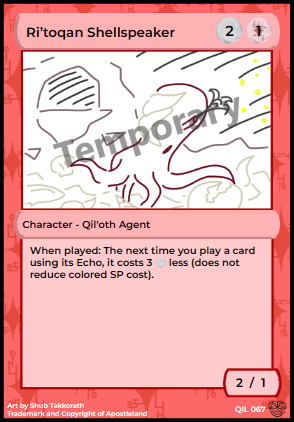 Ri'toqan Shellspeaker
2
1
Temporary
Character - Qil'oth Agent
When played: The next time you play a card
using its Echo, it costs 3 less (does not
reduce colored SP cost).
2 / 1
Art by Shub Takkorath
Trademark and Copyright of Apostleland
QIL 067